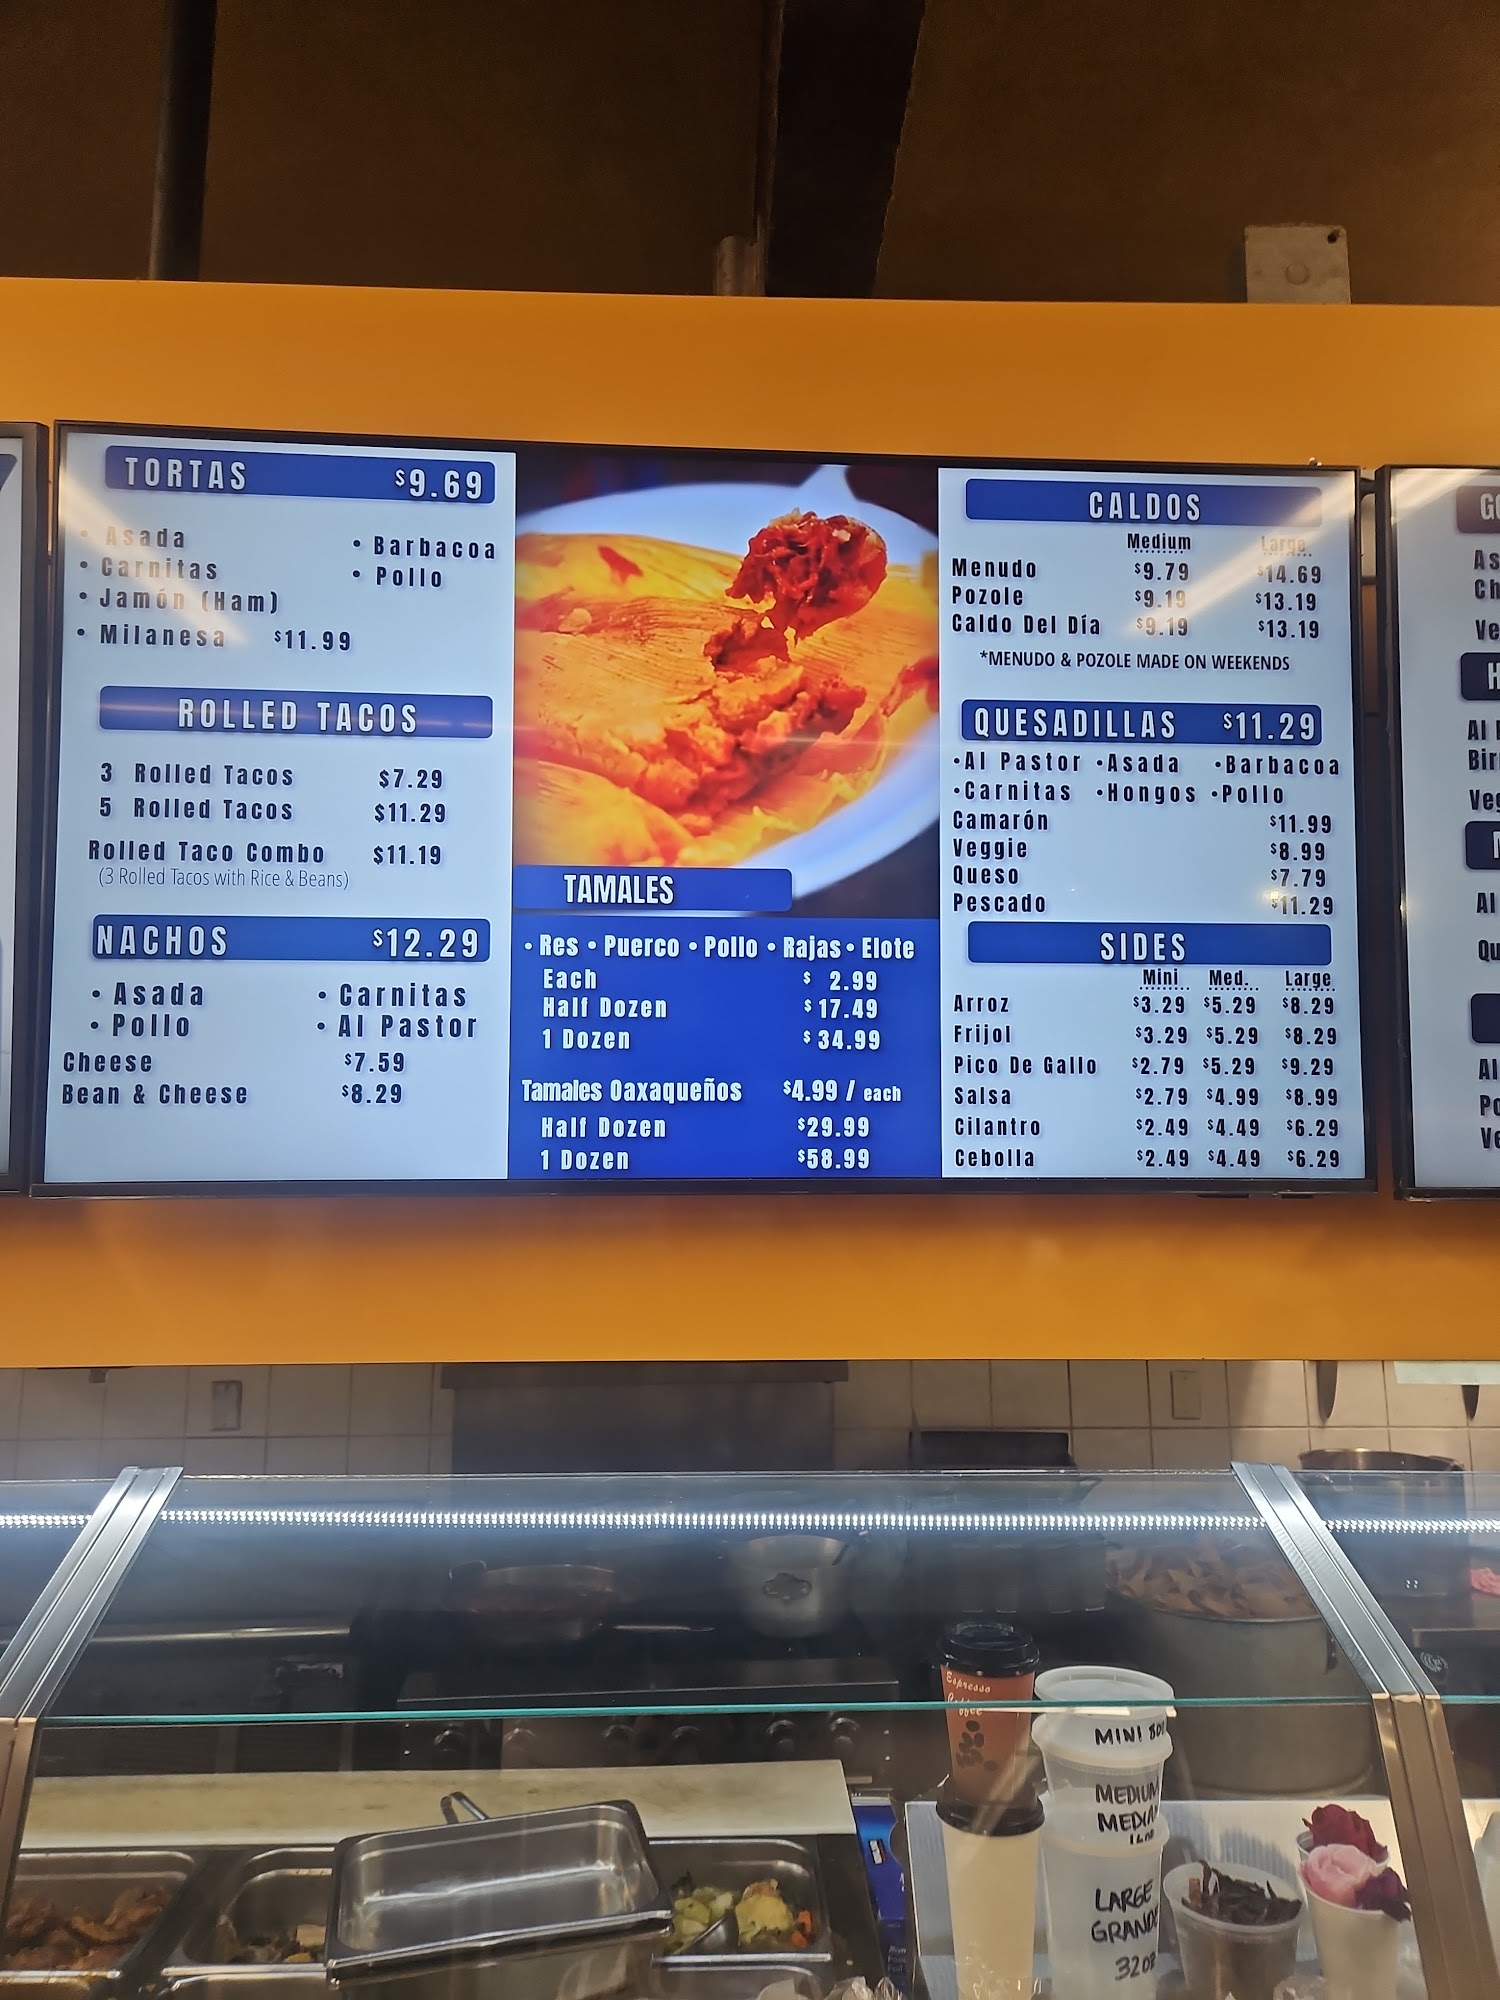 TORTAS $9.69
• Asada
• Carnitas
• Jamón (Ham)
• Milanesa $11.99
• Barbacoa
• Pollo
ROLLED TACOS
3 Rolled Tacos $7.29
5 Rolled Tacos $11.29
Rolled Taco Combo $11.19
(3 Rolled Tacos with Rice & Beans)
NACHOS $12.29
• Asada • Carnitas
• Pollo • Al Pastor
Cheese $7.59
Bean & Cheese $8.29
TAMALES
• Res • Puerco • Pollo • Rajas • Elote
Each $ 2.99
Half Dozen $ 17.49
1 Dozen $ 34.99
Tamales Oaxaqueños $4.99 / each
Half Dozen $29.99
1 Dozen $58.99
CALDOS
Medium Large
Menudo $9.79 $14.69
Pozole $9.19 $13.19
Caldo Del Día $9.19 $13.19
*MENUDO & POZOLE MADE ON WEEKENDS
QUESADILLAS $11.29
•Al Pastor •Asada •Barbacoa
•Carnitas •Hongos •Pollo
Camarón $11.99
Veggie $8.99
Queso $7.79
Pescado $11.29
SIDES
Mini Med. Large
Arroz $3.29 $5.29 $8.29
Frijol $3.29 $5.29 $8.29
Pico De Gallo $2.79 $5.29 $9.29
Salsa $2.79 $4.99 $8.99
Cilantro $2.49 $4.49 $6.29
Cebolla $2.49 $4.49 $6.29
Al
Al
Espresso
Coffee
MINI 8oz
MEDIUM
LARGE
GRANDE